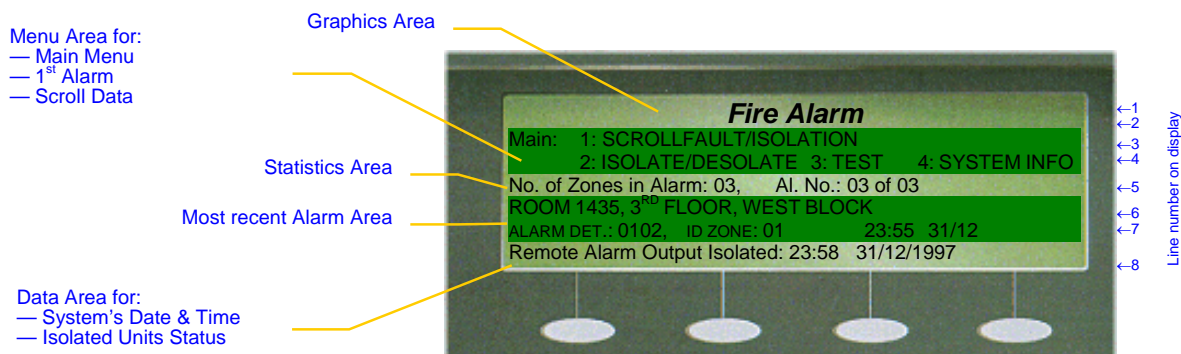 Graphics Area
Menu Area for:
— Main Menu
— 1st Alarm
— Scroll Data
Statistics Area
Most recent Alarm Area
Data Area for:
— System's Date & Time
— Isolated Units Status
Fire Alarm
Main: 1: SCROLLFAULT/ISOLATION
2: ISOLATE/DESOLATE 3: TEST 4: SYSTEM INFO
No. of Zones in Alarm: 03, Al. No.: 03 of 03
ROOM 1435, 3RD FLOOR, WEST BLOCK
ALARM DET.: 0102, ID ZONE: 01 23:55 31/12
Remote Alarm Output Isolated: 23:58 31/12/1997
←1
←2
←3
←4
←5
←6
←7
←8
Line number on display